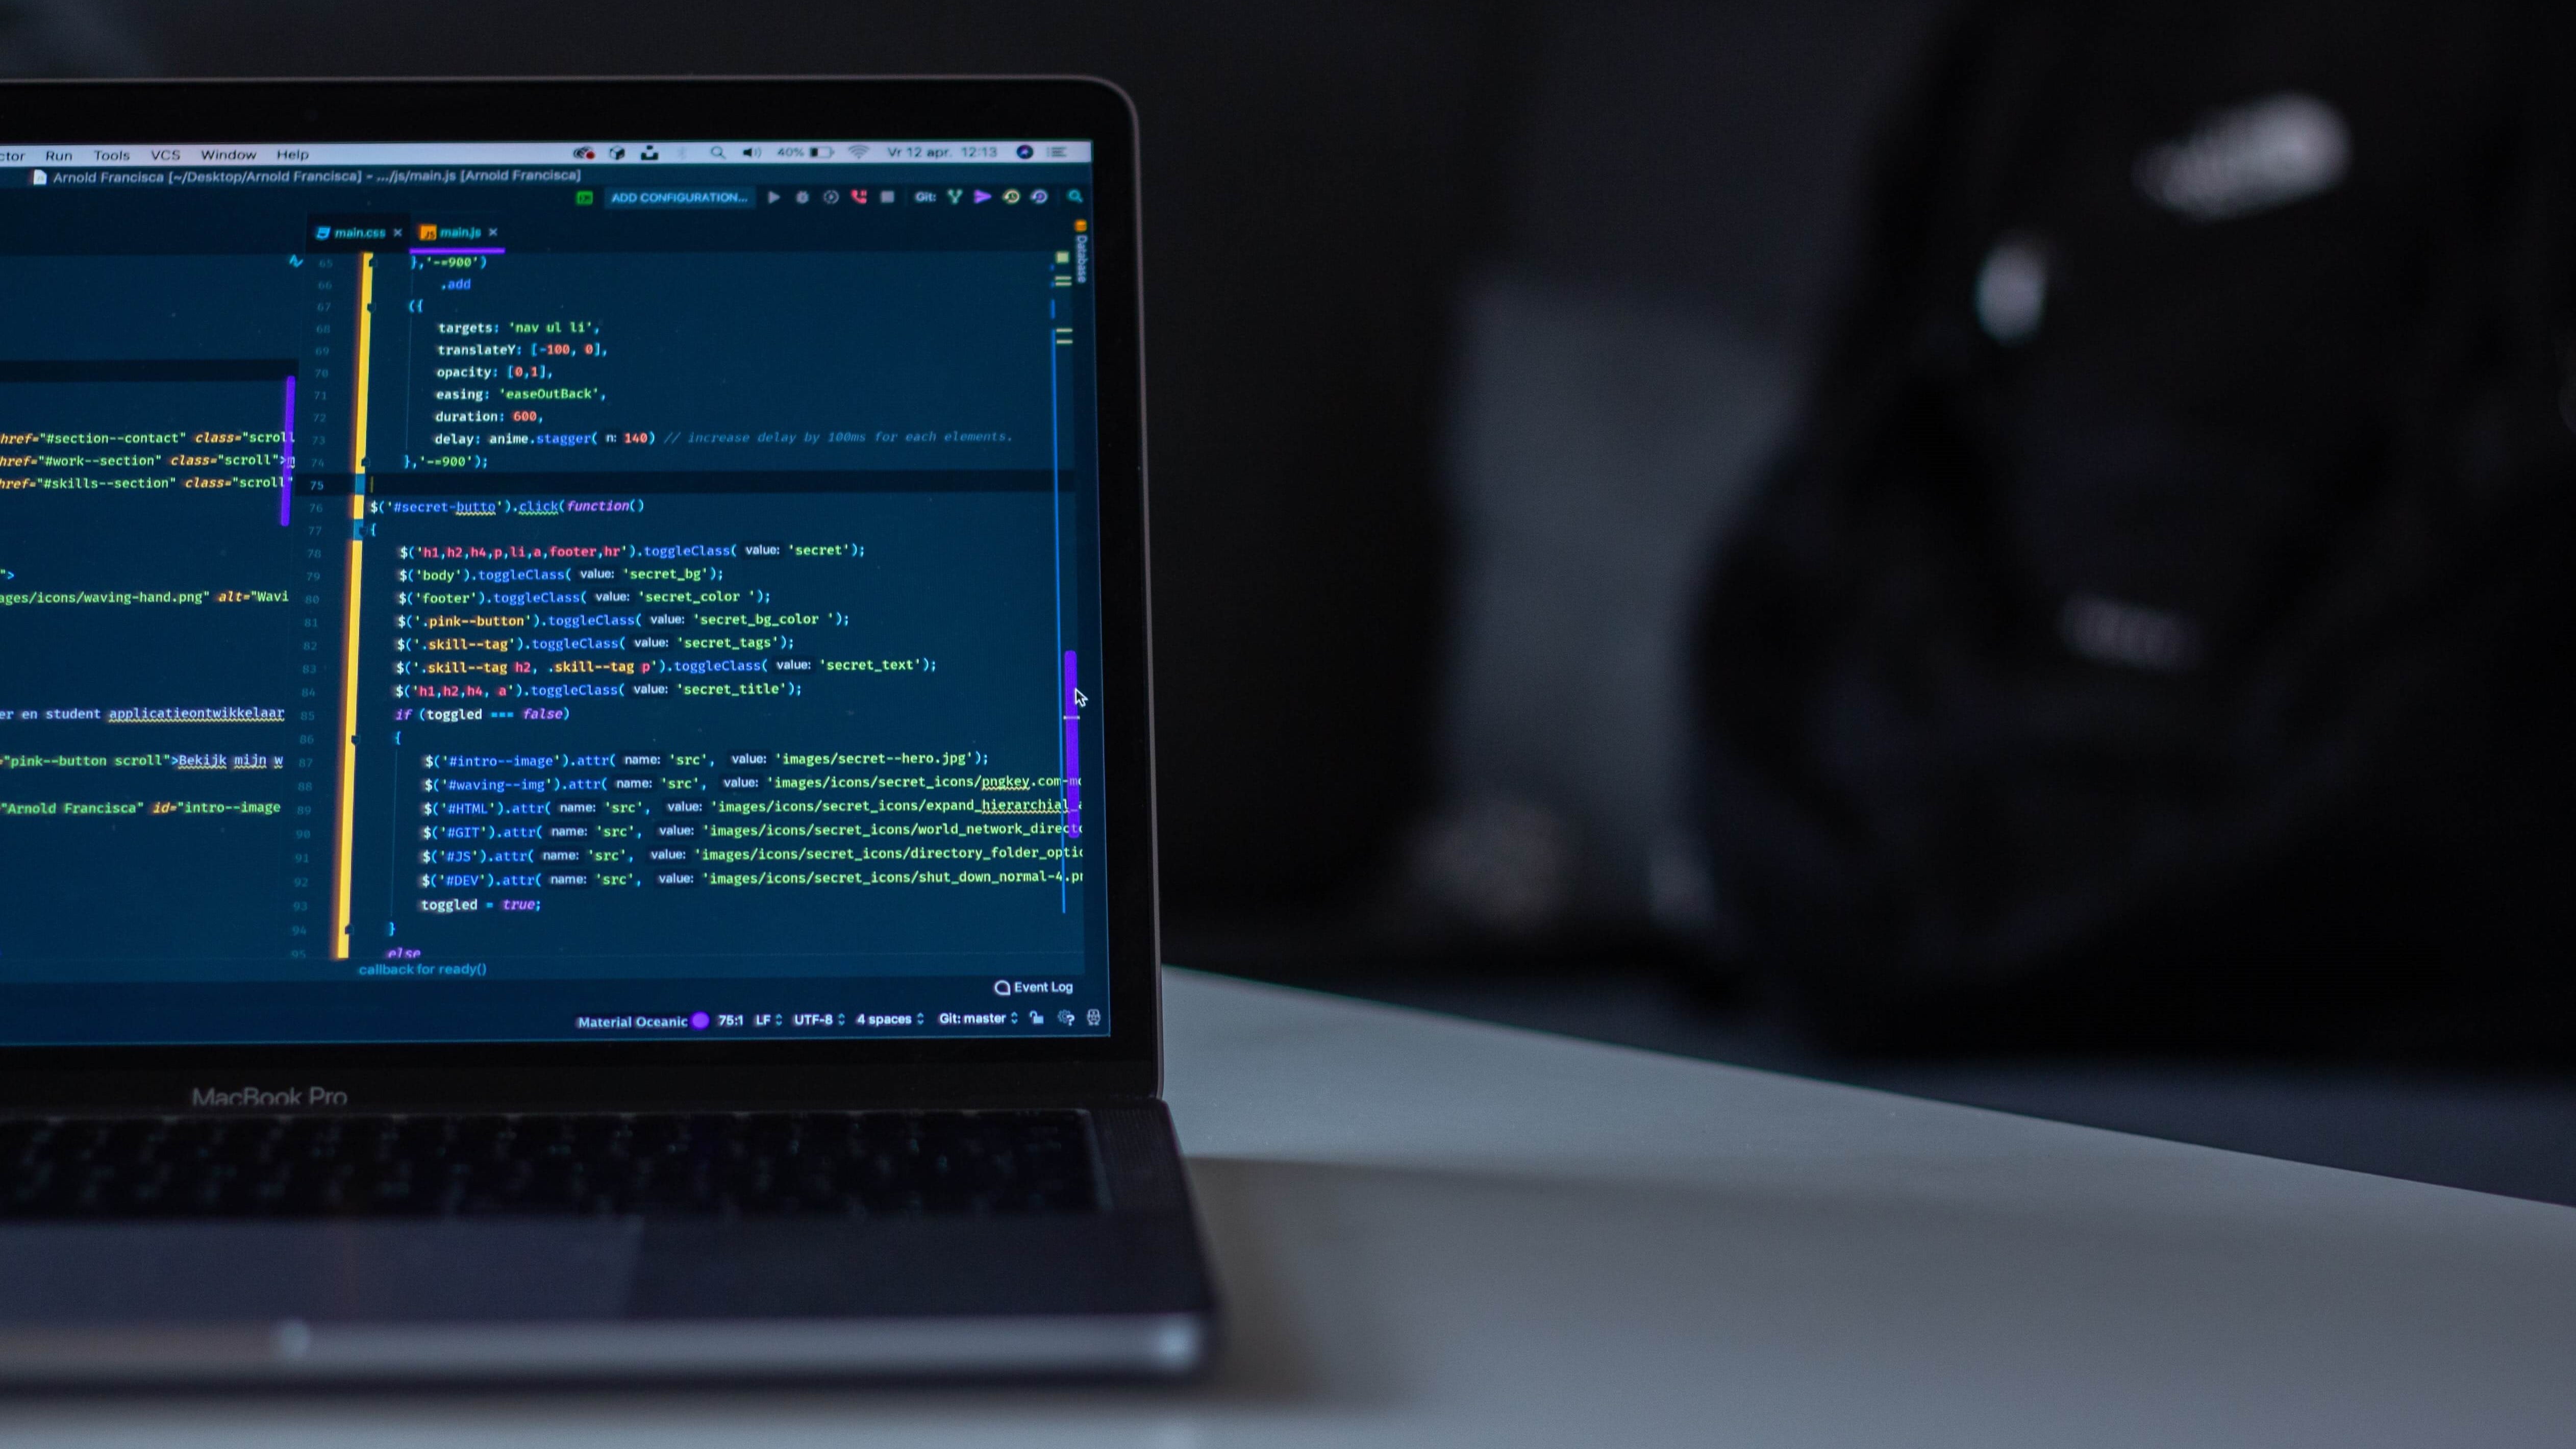 Run Tools VCS Window Help 40% Vr 12 apr. 12:13
Arnold Francisca [~/Desktop/Arnold Francisca] - .../js/main.js [Arnold Francisca]
ADD CONFIGURATION... Git:
main.css × main.js ×
Database
href="#section--contact" class="scroll
href="#work--section" class="scroll">
href="#skills--section" class="scroll"
">
ages/icons/waving-hand.png" alt="Wavi
er en student applicatieontwikkelaar
="pink--button scroll">Bekijk mijn w
"Arnold Francisca" id="intro--image
65 },'-=900')
66 .add
67 ({
68 targets: 'nav ul li',
69 translateY: [-100, 0],
70 opacity: [0,1],
71 easing: 'easeOutBack',
72 duration: 600,
73 delay: anime.stagger( n: 140) // increase delay by 100ms for each elements.
74 },'-=900');
75
76 $('#secret-butto').click(function()
77 {
78 $('h1,h2,h4,p,li,a,footer,hr').toggleClass( value: 'secret');
79 $('body').toggleClass( value: 'secret_bg');
80 $('footer').toggleClass( value: 'secret_color ');
81 $('.pink--button').toggleClass( value: 'secret_bg_color ');
82 $('.skill--tag').toggleClass( value: 'secret_tags');
83 $('.skill--tag h2, .skill--tag p').toggleClass( value: 'secret_text');
84 $('h1,h2,h4, a').toggleClass( value: 'secret_title');
85 if (toggled === false)
86 {
87 $('#intro--image').attr( name: 'src', value: 'images/secret--hero.jpg');
88 $('#waving--img').attr( name: 'src', value: 'images/icons/secret_icons/pngkey.com-mo
89 $('#HTML').attr( name: 'src', value: 'images/icons/secret_icons/expand_hierarchial_a
90 $('#GIT').attr( name: 'src', value: 'images/icons/secret_icons/world_network_directo
91 $('#JS').attr( name: 'src', value: 'images/icons/secret_icons/directory_folder_optio
92 $('#DEV').attr( name: 'src', value: 'images/icons/secret_icons/shut_down_normal-4.pn
93 toggled = true;
94 }
95 else
callback for ready()
Event Log
Material Oceanic 75:1 LF UTF-8 4 spaces Git: master
MacBook Pro